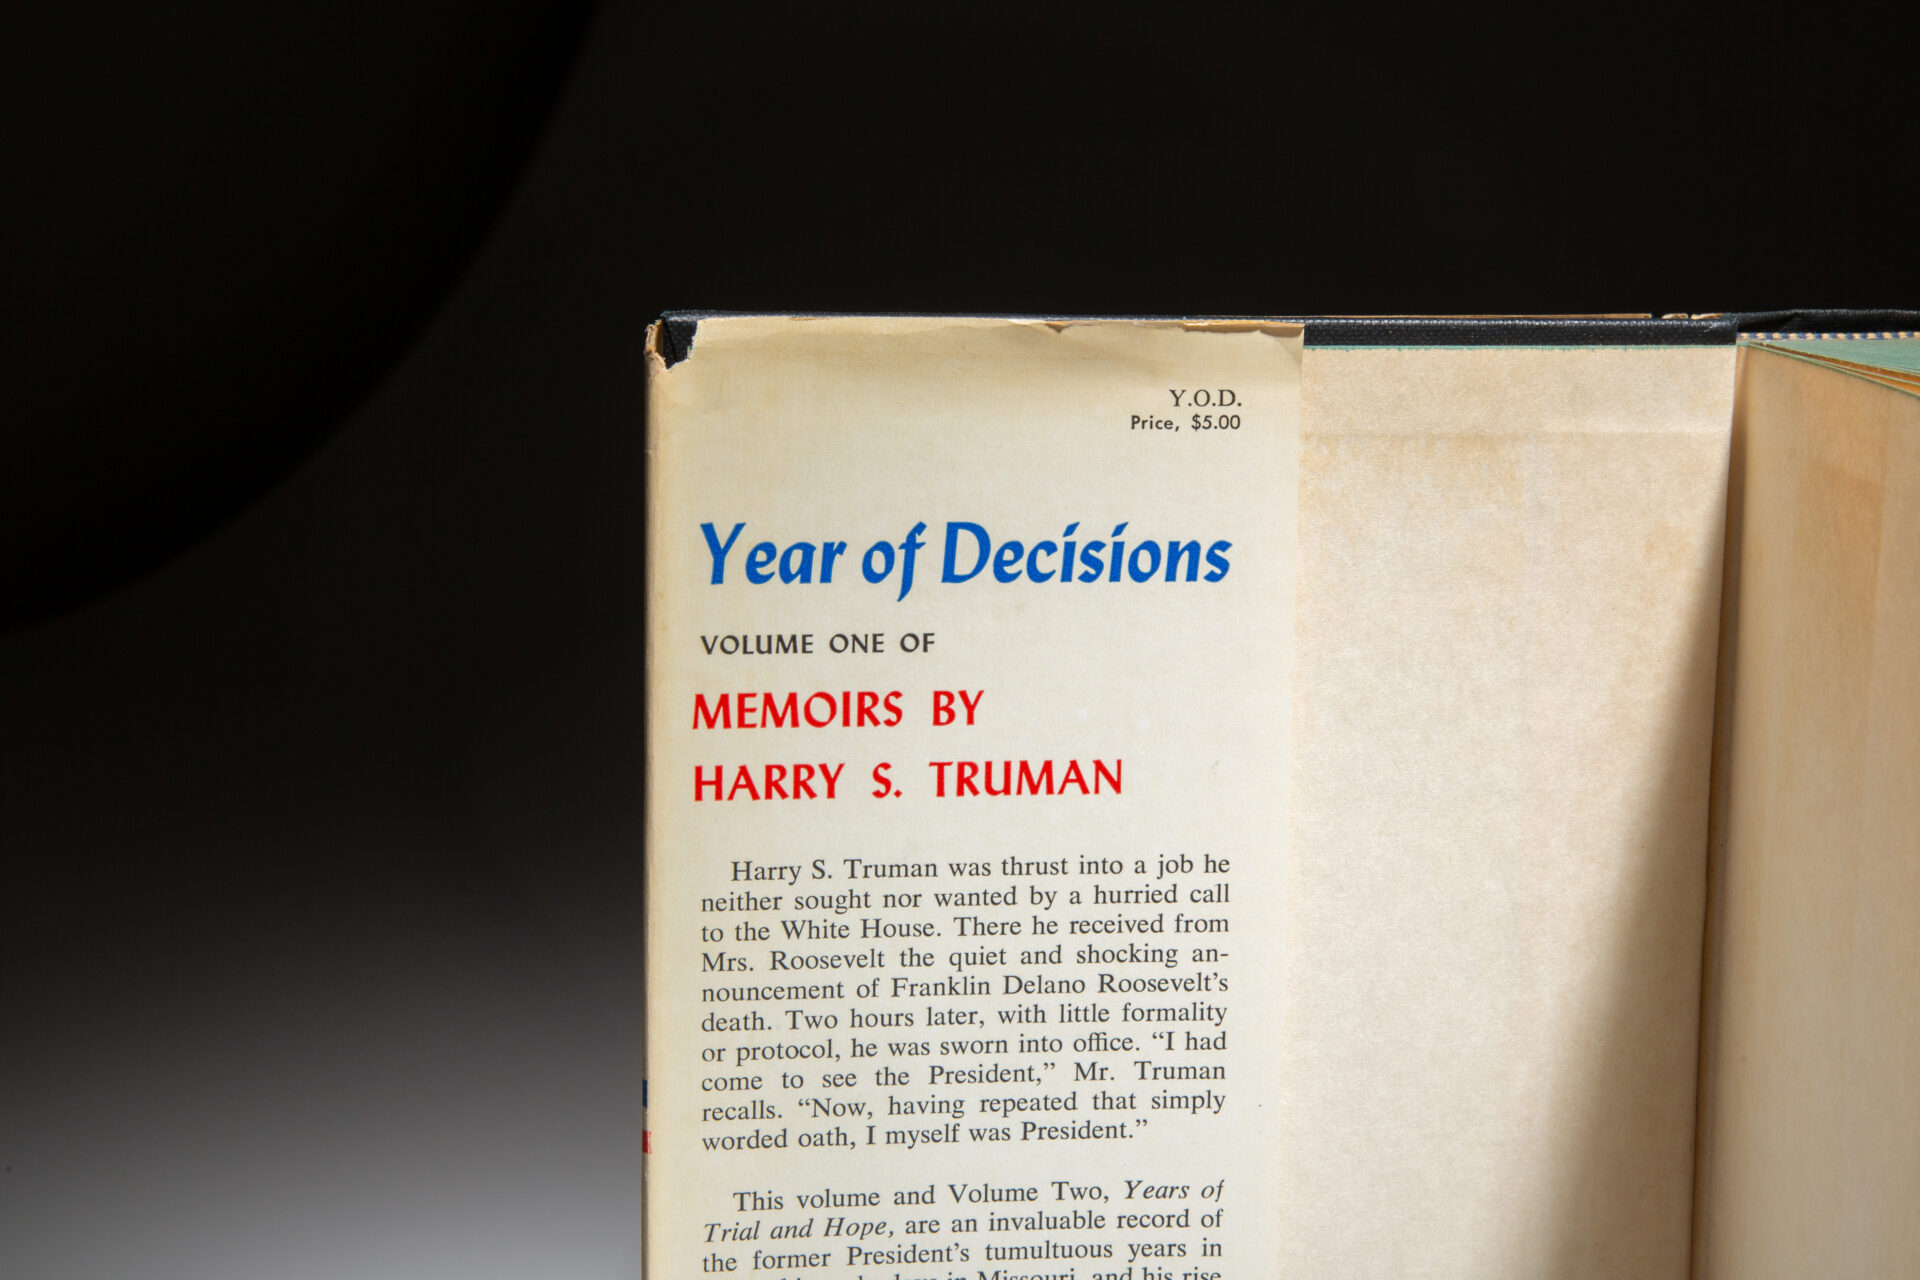 Y.O.D.
Price, $5.00
Year of Decisions
VOLUME ONE OF
MEMOIRS BY
HARRY S. TRUMAN
Harry S. Truman was thrust into a job he
neither sought nor wanted by a hurried call
to the White House. There he received from
Mrs. Roosevelt the quiet and shocking an-
nouncement of Franklin Delano Roosevelt’s
death. Two hours later, with little formality
or protocol, he was sworn into office. “I had
come to see the President,” Mr. Truman
recalls. “Now, having repeated that simply
worded oath, I myself was President.”
This volume and Volume Two, Years of
Trial and Hope, are an invaluable record of
the former President’s tumultuous years in
in Missouri, and his rise